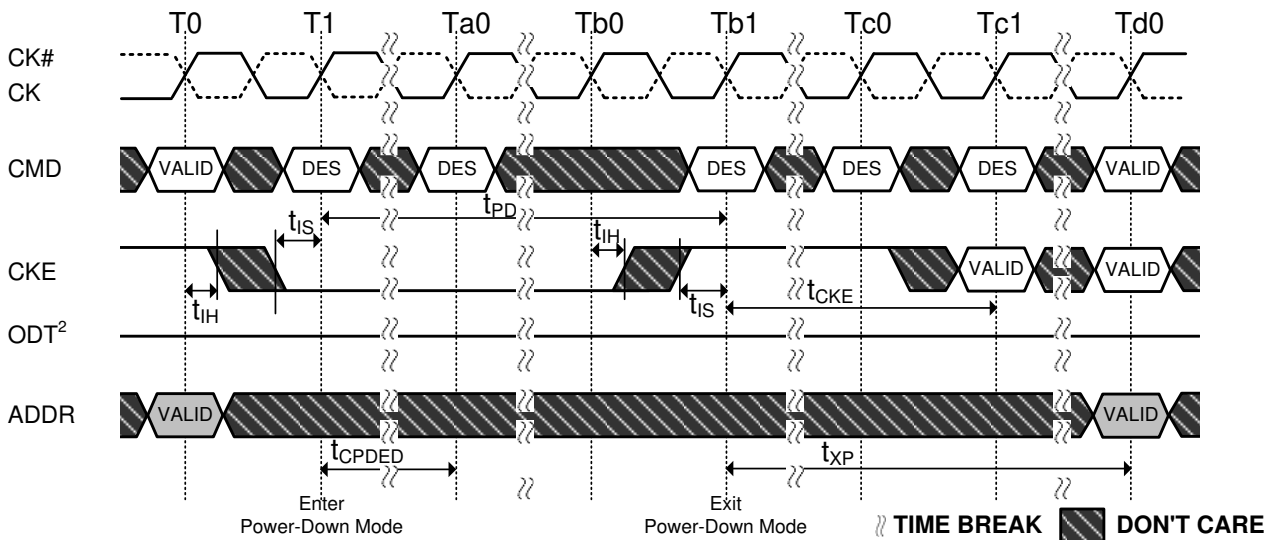 T0 T1 Ta0 Tb0 Tb1 Tc0 Tc1 Td0
CK#
CK
CMD VALID DES DES DES DES DES VALID
tPD
tIS tIH
CKE VALID VALID
tIH tIS tCKE
ODT2
ADDR VALID VALID
tCPDED tXP
Enter
Power-Down Mode
Exit
Power-Down Mode
TIME BREAK DON'T CARE